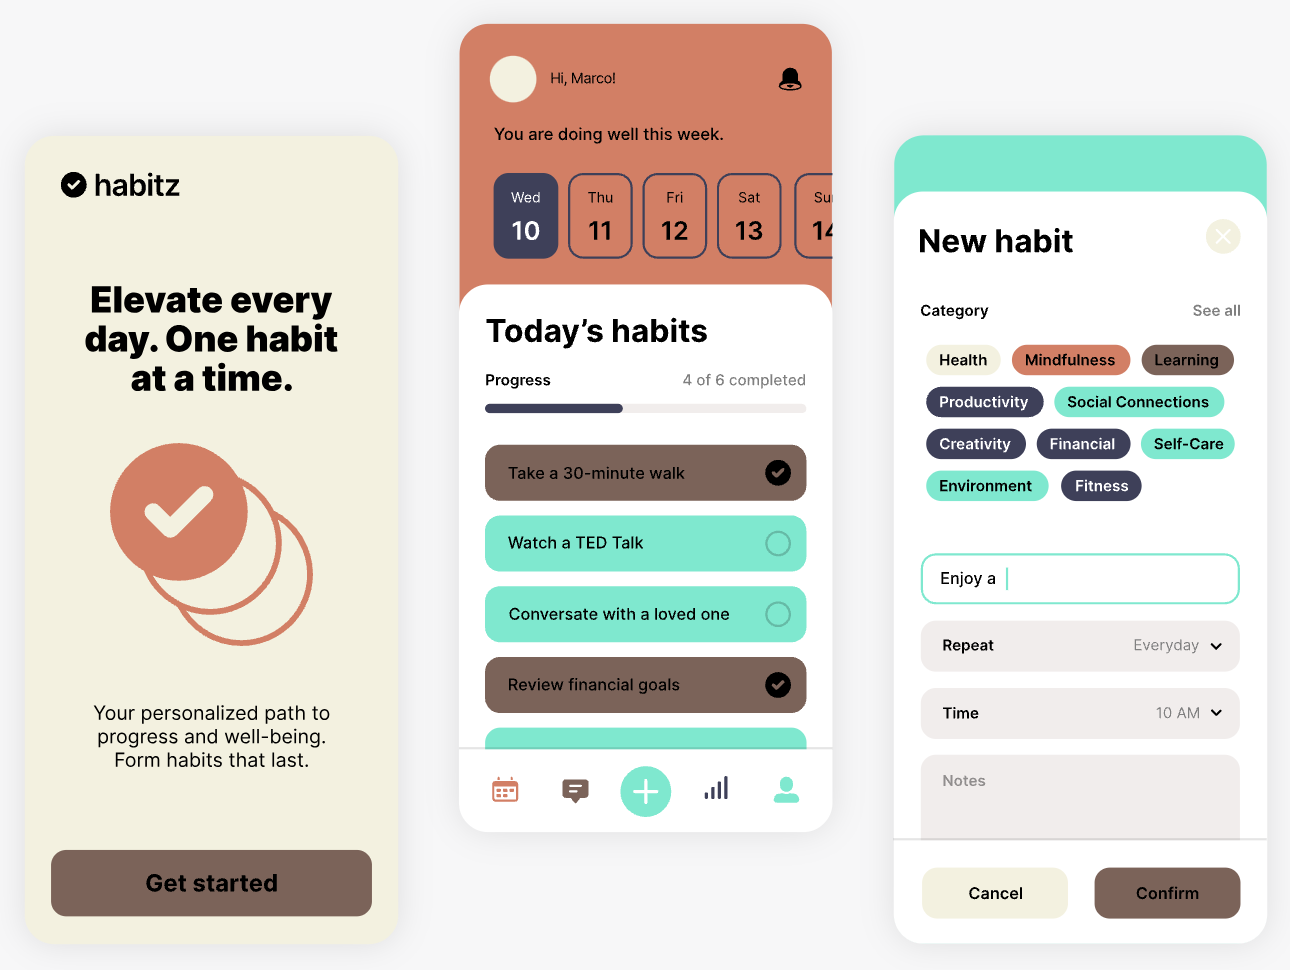 habitz
Elevate every
day. One habit
at a time.
Your personalized path to
progress and well-being.
Form habits that last.
Get started
Hi, Marco!
You are doing well this week.
Wed Thu Fri Sat Sun
10 11 12 13 14
Today’s habits
Progress 4 of 6 completed
Take a 30-minute walk
Watch a TED Talk
Conversate with a loved one
Review financial goals
New habit
Category See all
Health Mindfulness Learning
Productivity Social Connections
Creativity Financial Self-Care
Environment Fitness
Enjoy a
Repeat Everyday
Time 10 AM
Notes
Cancel Confirm